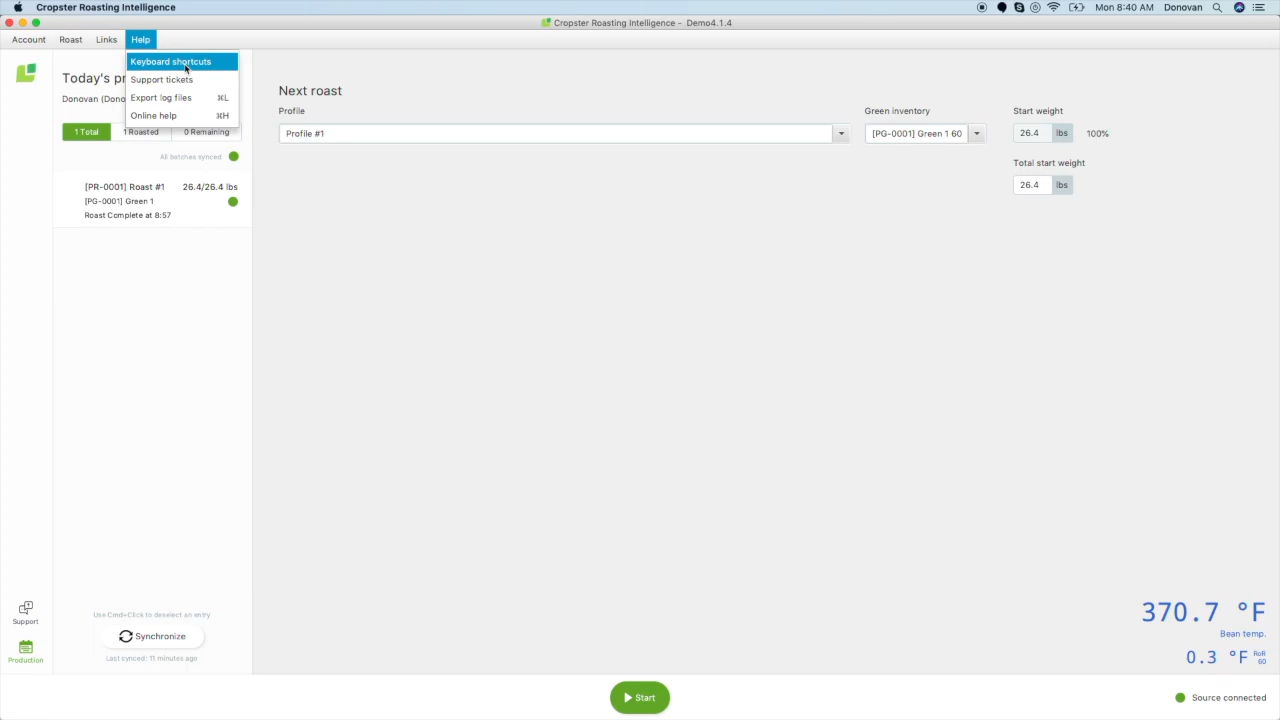 Cropster Roasting Intelligence
Mon 8:40 AM Donovan
Cropster Roasting Intelligence - Demo4.1.4
Account Roast Links Help
Keyboard shortcuts
Support tickets
Export log files ⌘L
Online help ⌘H
Today's pr
Donovan (Dono
1 Total 1 Roasted 0 Remaining
All batches synced
[PR-0001] Roast #1 26.4/26.4 lbs
[PG-0001] Green 1
Roast Complete at 8:57
Next roast
Profile Green inventory Start weight
Profile #1 [PG-0001] Green 1 60 26.4 lbs 100%
Total start weight
26.4 lbs
Support
Production
Use Cmd+Click to deselect an entry
Synchronize
Last synced: 11 minutes ago
370.7 °F
Bean temp.
0.3 °F RoR 60
Start
Source connected